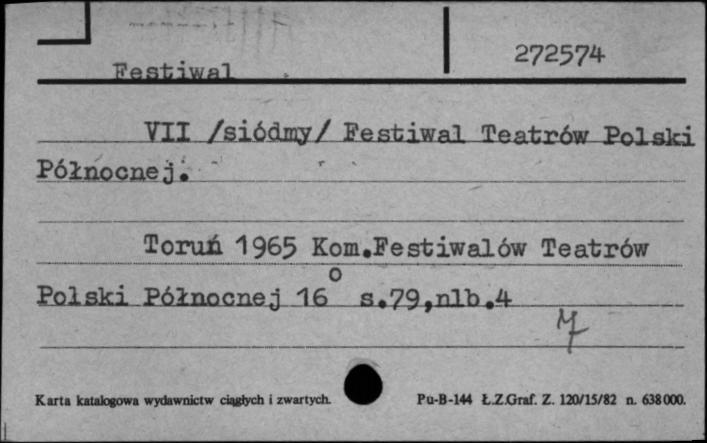 272574
Festiwal
VII /siódmy/ Festiwal Teatrów Polski
Północnej.
Toruń 1965 Kom.Festiwalów Teatrów
Polski Północnej 16° s.79,nlb.4
Karta katalogowa wydawnictw ciągłych i zwartych. Pu-B-144 Ł.Z.Graf. Z. 120/15/82 n. 638000.